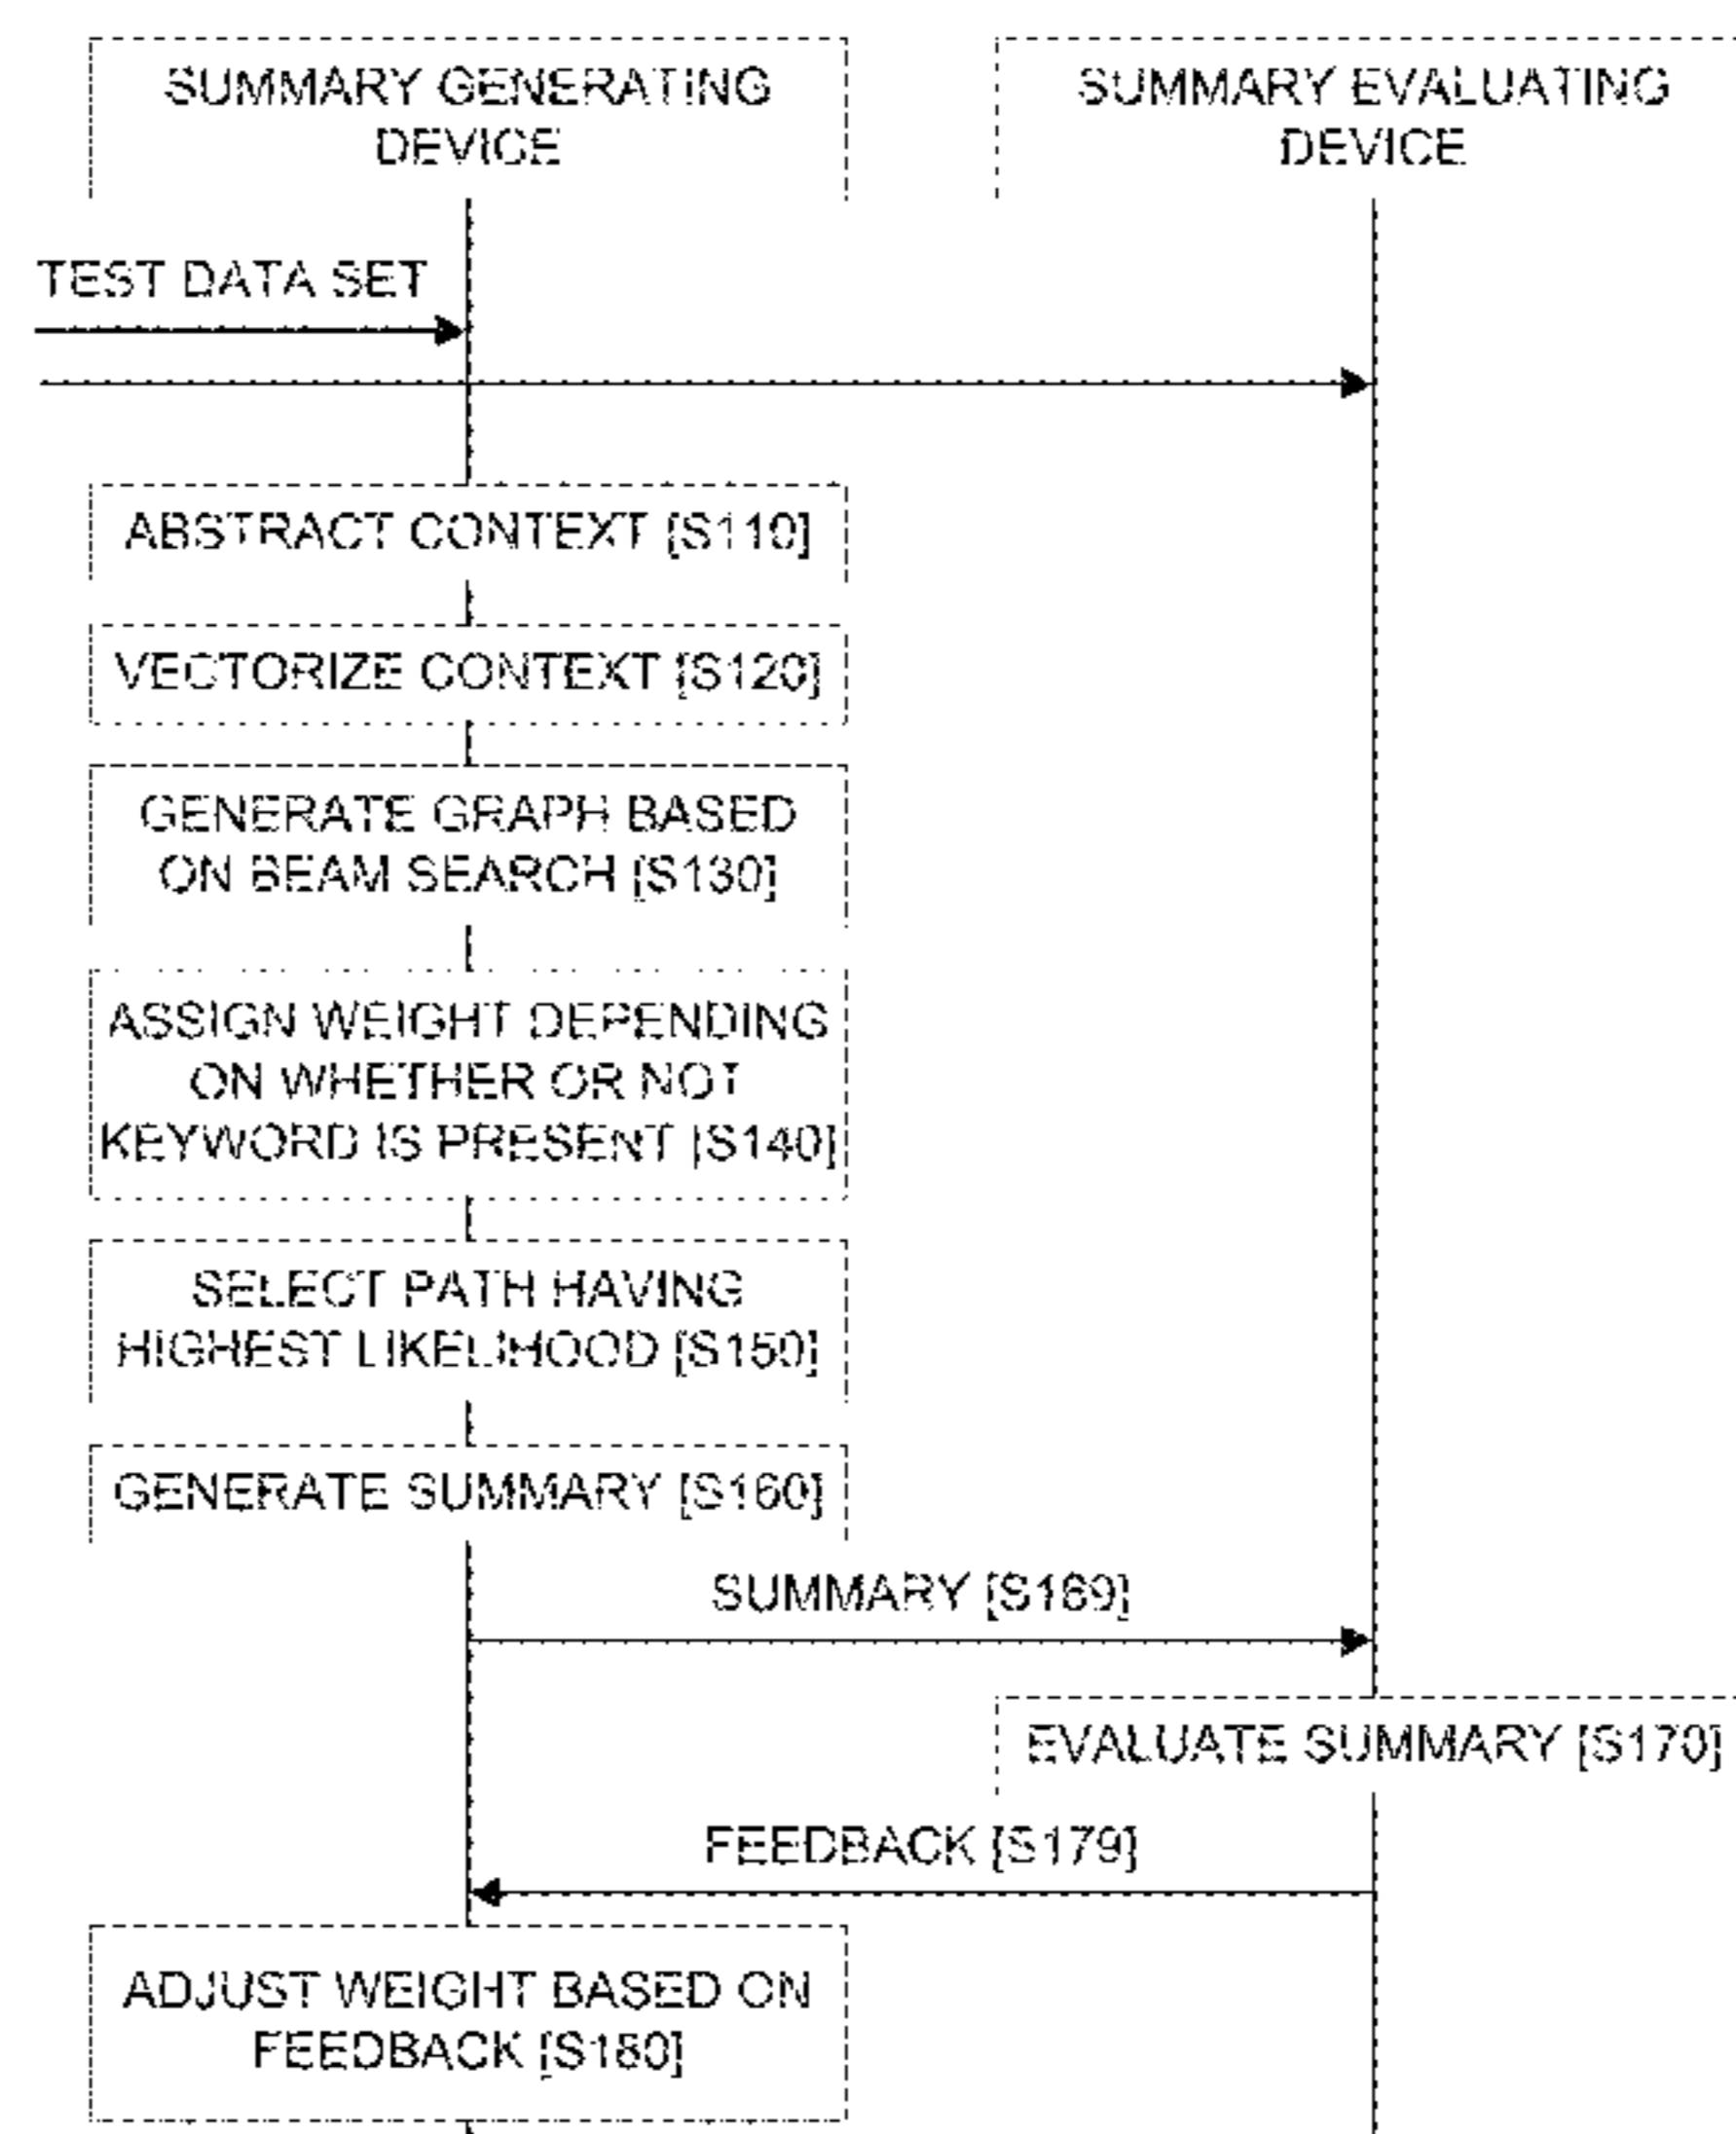 SUMMARY GENERATING
DEVICE
SUMMARY EVALUATING
DEVICE
TEST DATA SET
ABSTRACT CONTEXT [S110]
VECTORIZE CONTEXT [S120]
GENERATE GRAPH BASED
ON BEAM SEARCH [S130]
ASSIGN WEIGHT DEPENDING
ON WHETHER OR NOT
KEYWORD IS PRESENT [S140]
SELECT PATH HAVING
HIGHEST LIKELIHOOD [S150]
GENERATE SUMMARY [S160]
SUMMARY [S169]
EVALUATE SUMMARY [S170]
FEEDBACK [S179]
ADJUST WEIGHT BASED ON
FEEDBACK [S180]